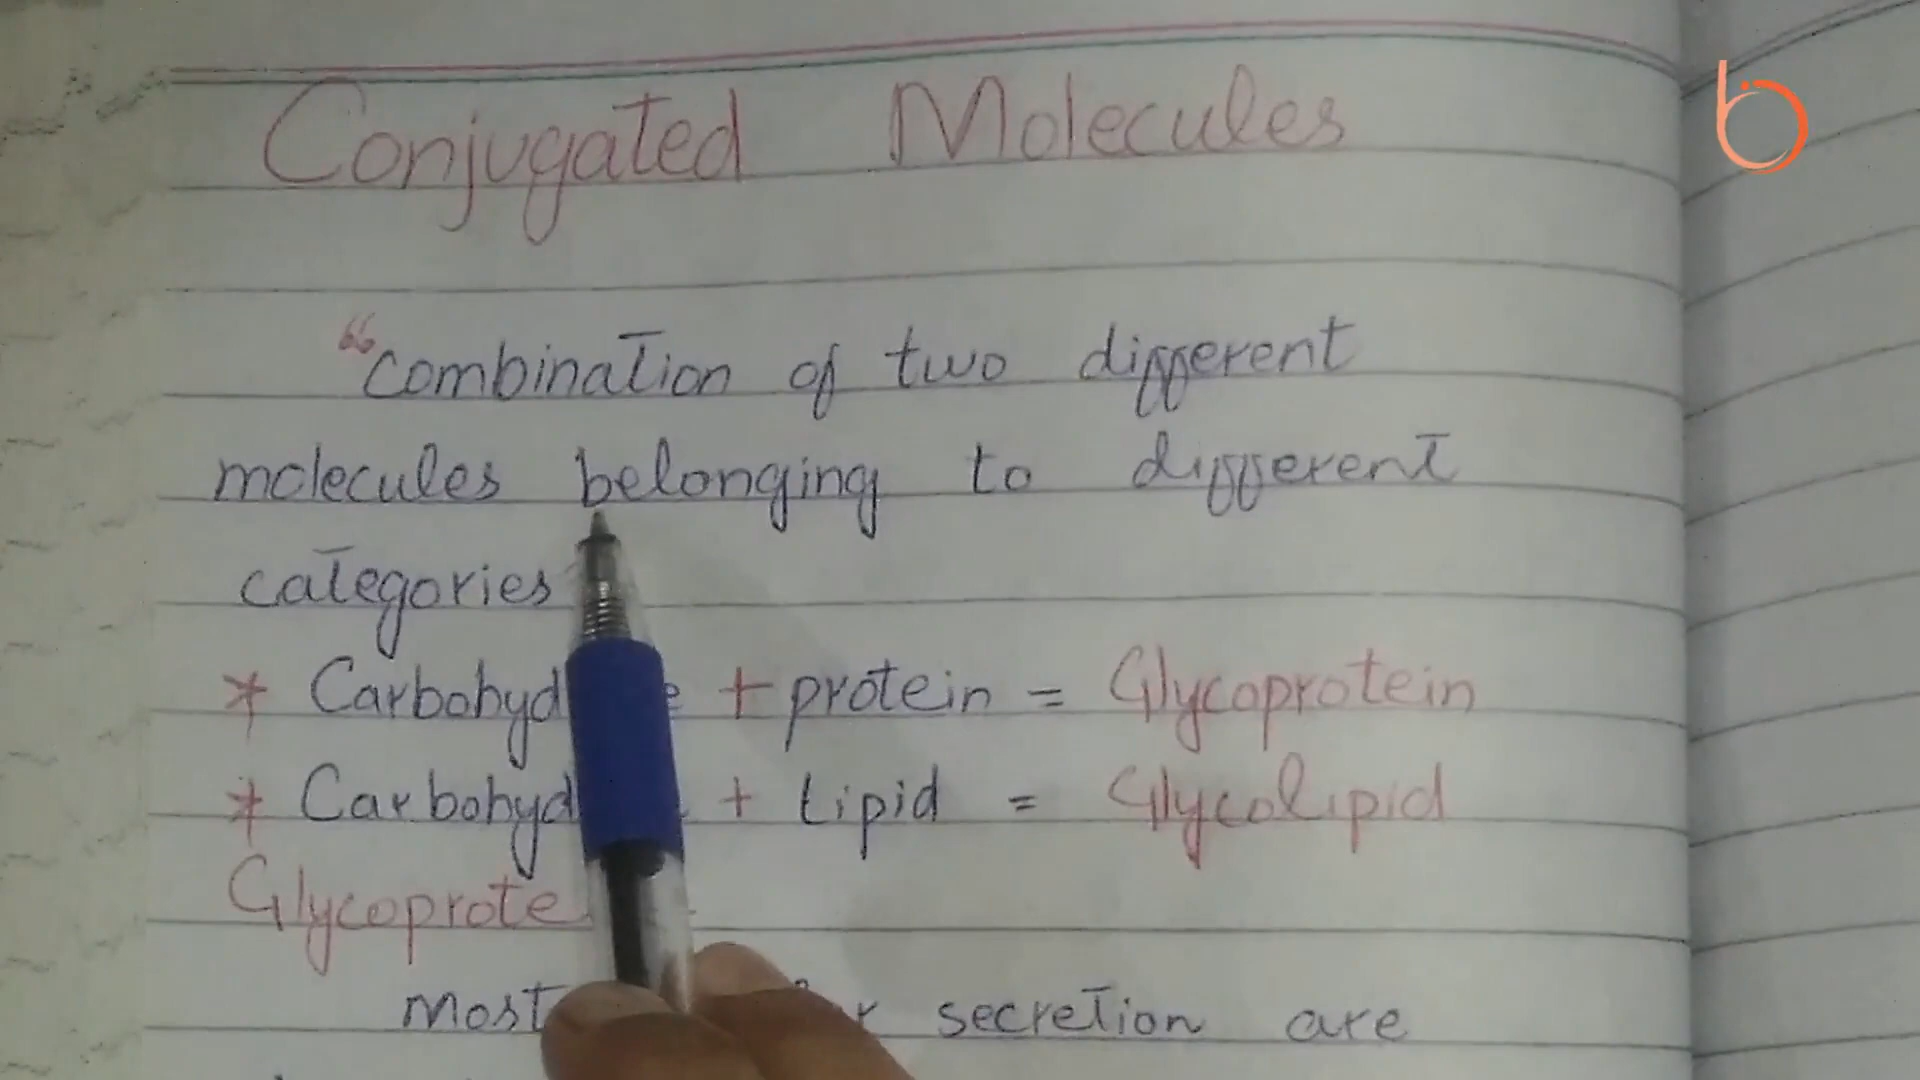 Conjugated Molecules
"Combination of two different
molecules belonging to different
categories
* Carbohyd e + protein = Glycoprotein
* Carbohyd + Lipid = Glycolipid
Glycoprote
Most secretion are